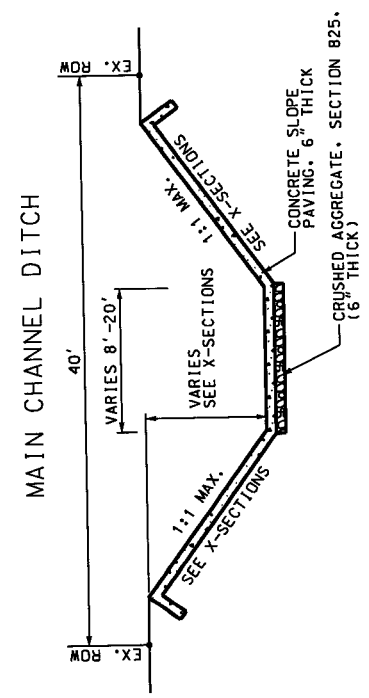 MAIN CHANNEL DITCH
40'
EX. ROW
EX. ROW
VARIES 8'-20'
VARIES
SEE X-SECTIONS
1:1 MAX.
SEE X-SECTIONS
1:1 MAX.
SEE X-SECTIONS
CONCRETE SLOPE
PAVING. 6" THICK
CRUSHED AGGREGATE. SECTION 825.
(6" THICK)